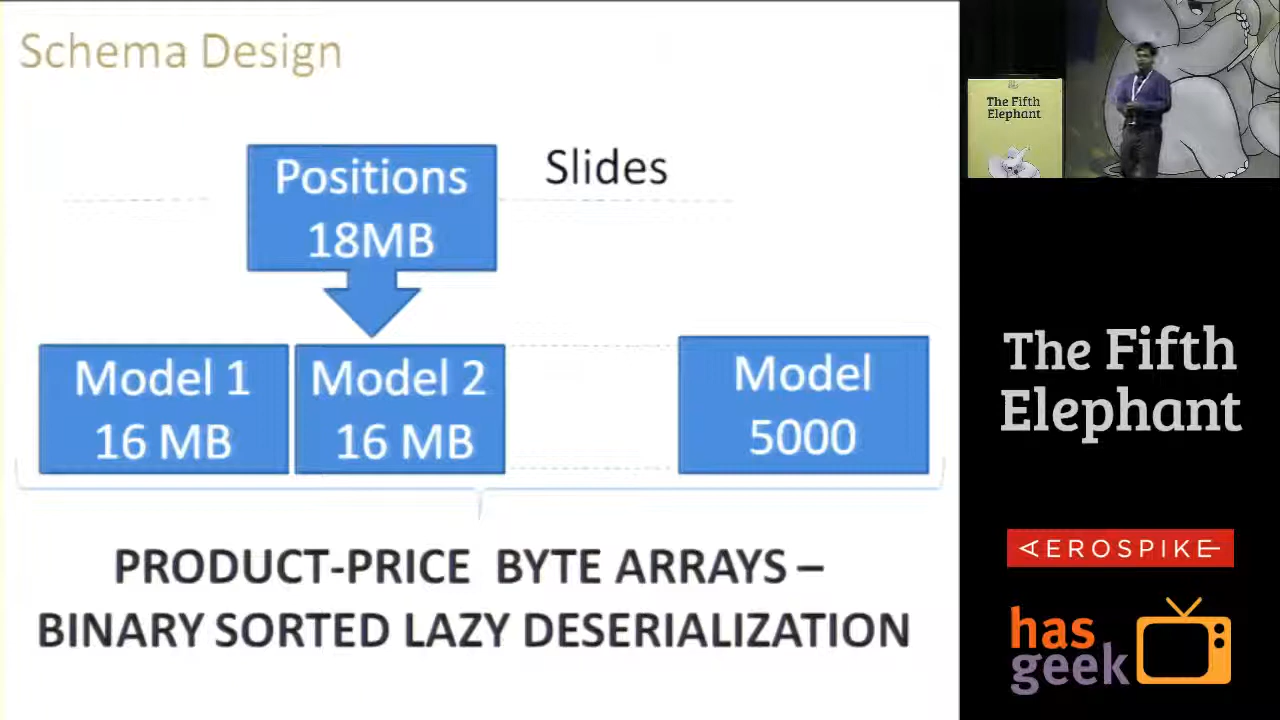 Schema Design
Positions
18MB
Slides
Model 1
16 MB
Model 2
16 MB
Model
5000
PRODUCT-PRICE BYTE ARRAYS –
BINARY SORTED LAZY DESERIALIZATION
The Fifth
Elephant
The Fifth
Elephant
AEROSPIKE
has
geek